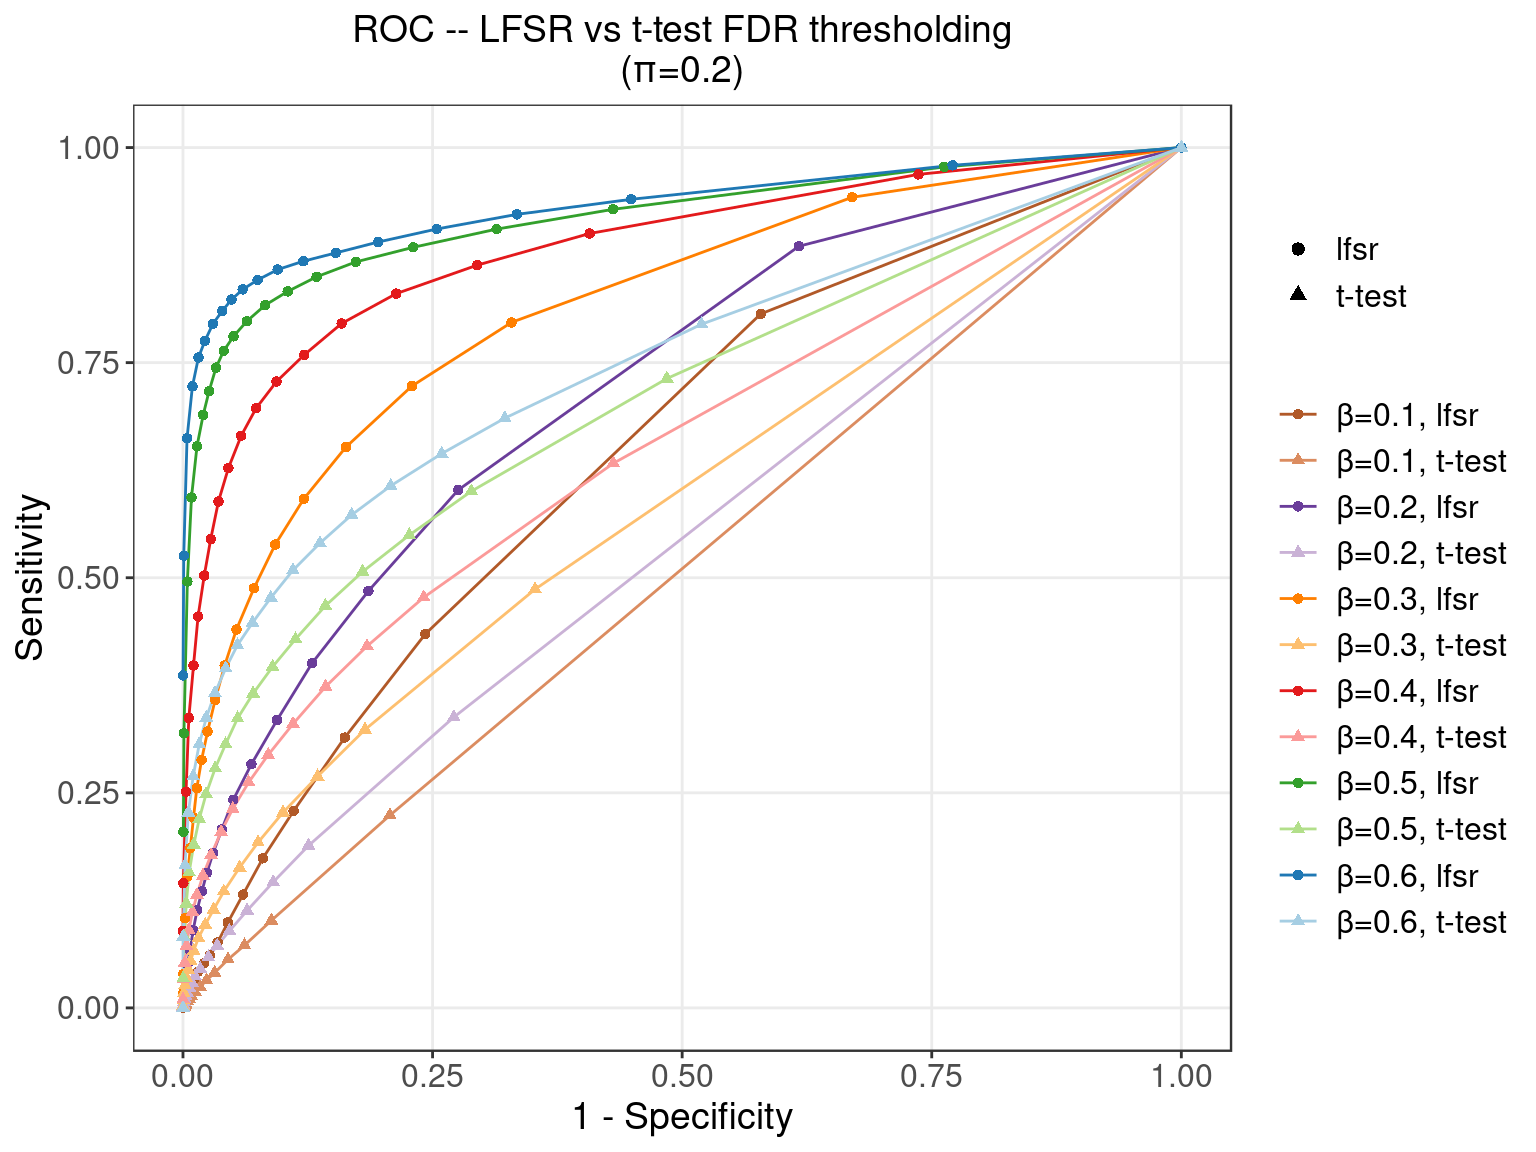 ROC -- LFSR vs t-test FDR thresholding
(π=0.2)
1.00
0.75
0.50
0.25
0.00
Sensitivity
0.00 0.25 0.50 0.75 1.00
1 - Specificity
lfsr
t-test
β=0.1, lfsr
β=0.1, t-test
β=0.2, lfsr
β=0.2, t-test
β=0.3, lfsr
β=0.3, t-test
β=0.4, lfsr
β=0.4, t-test
β=0.5, lfsr
β=0.5, t-test
β=0.6, lfsr
β=0.6, t-test